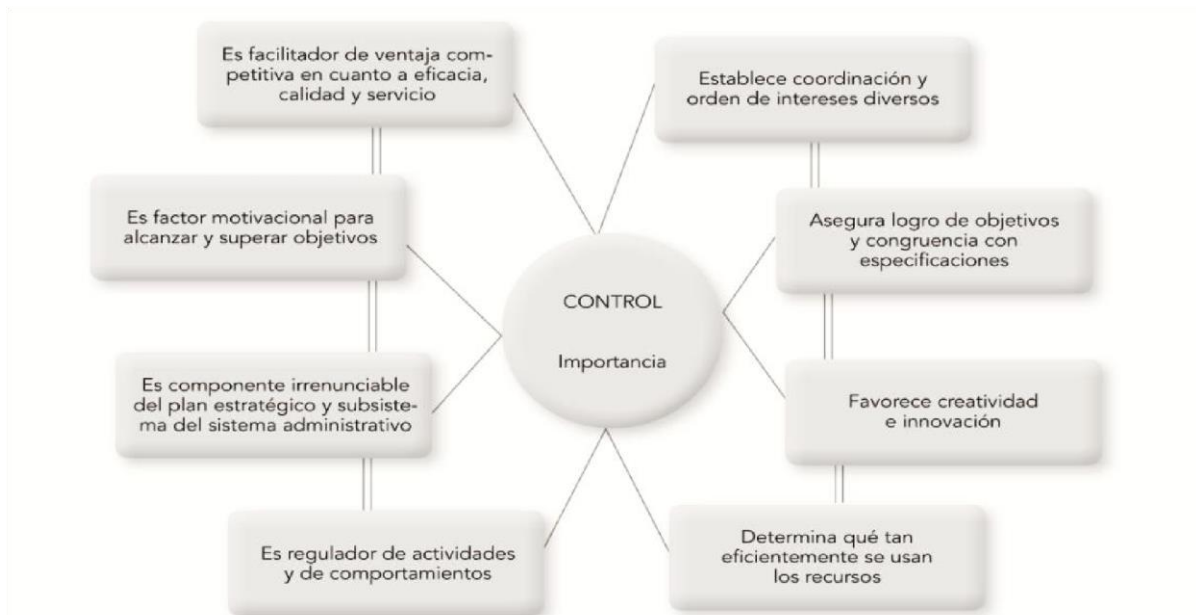 Es facilitador de ventaja com-
petitiva en cuanto a eficacia,
calidad y servicio
Establece coordinación y
orden de intereses diversos
Es factor motivacional para
alcanzar y superar objetivos
Asegura logro de objetivos
y congruencia con
especificaciones
CONTROL
Importancia
Es componente irrenunciable
del plan estratégico y subsiste-
ma del sistema administrativo
Favorece creatividad
e innovación
Es regulador de actividades
y de comportamientos
Determina qué tan
eficientemente se usan
los recursos